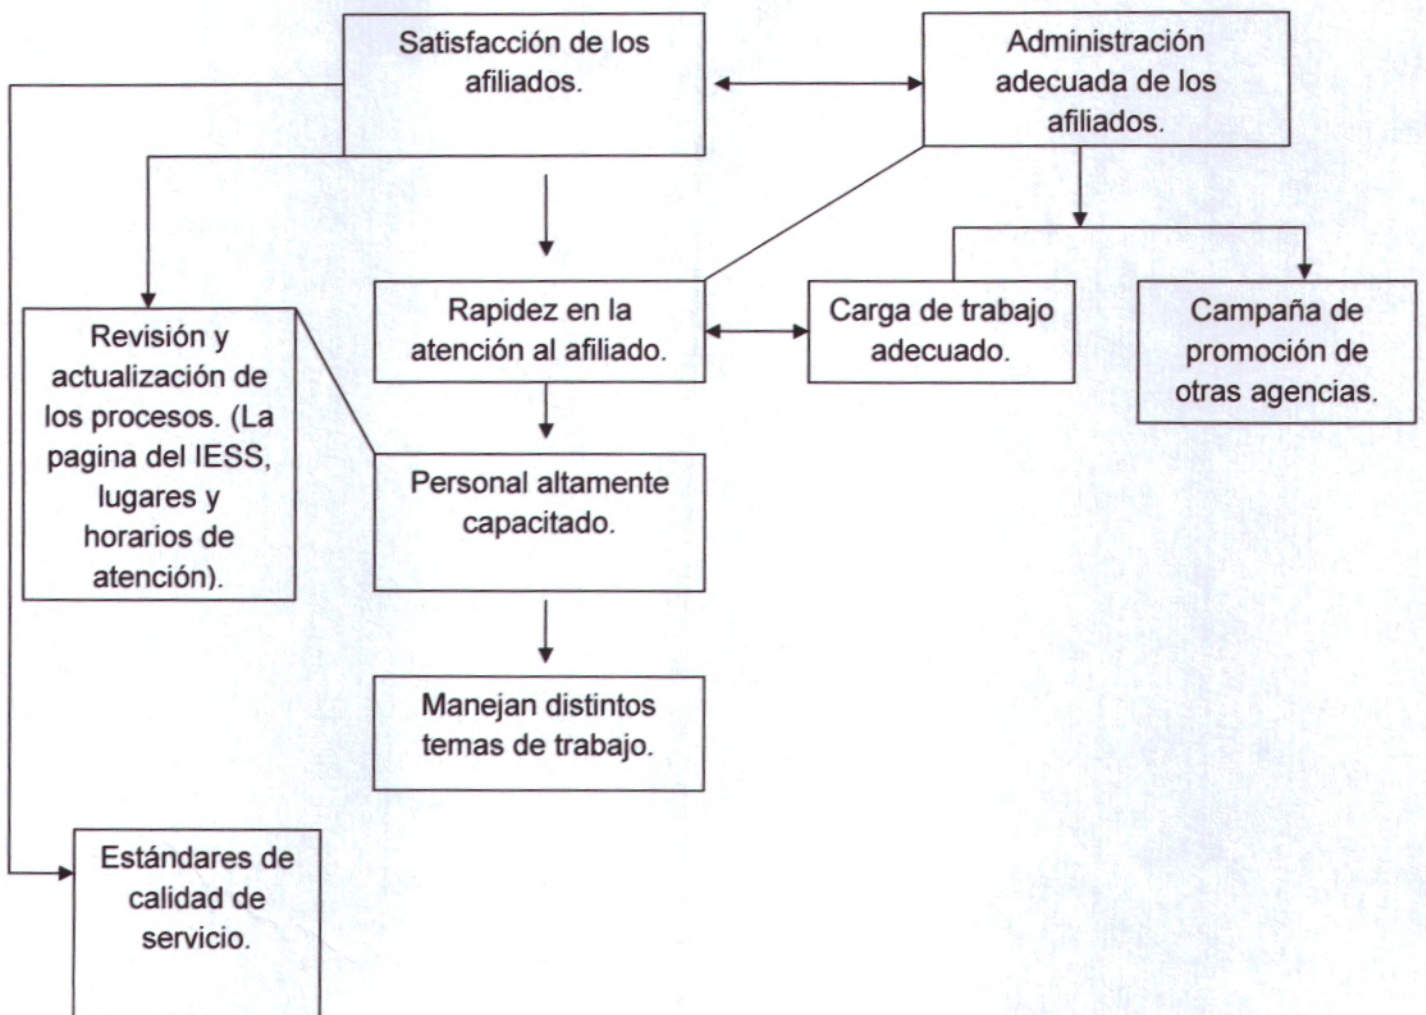 Satisfacción de los
afiliados.
Administración
adecuada de los
afiliados.
Revisión y
actualización de
los procesos. (La
pagina del IESS,
lugares y
horarios de
atención).
Rapidez en la
atención al afiliado.
Carga de trabajo
adecuado.
Campaña de
promoción de
otras agencias.
Personal altamente
capacitado.
Manejan distintos
temas de trabajo.
Estándares de
calidad de
servicio.